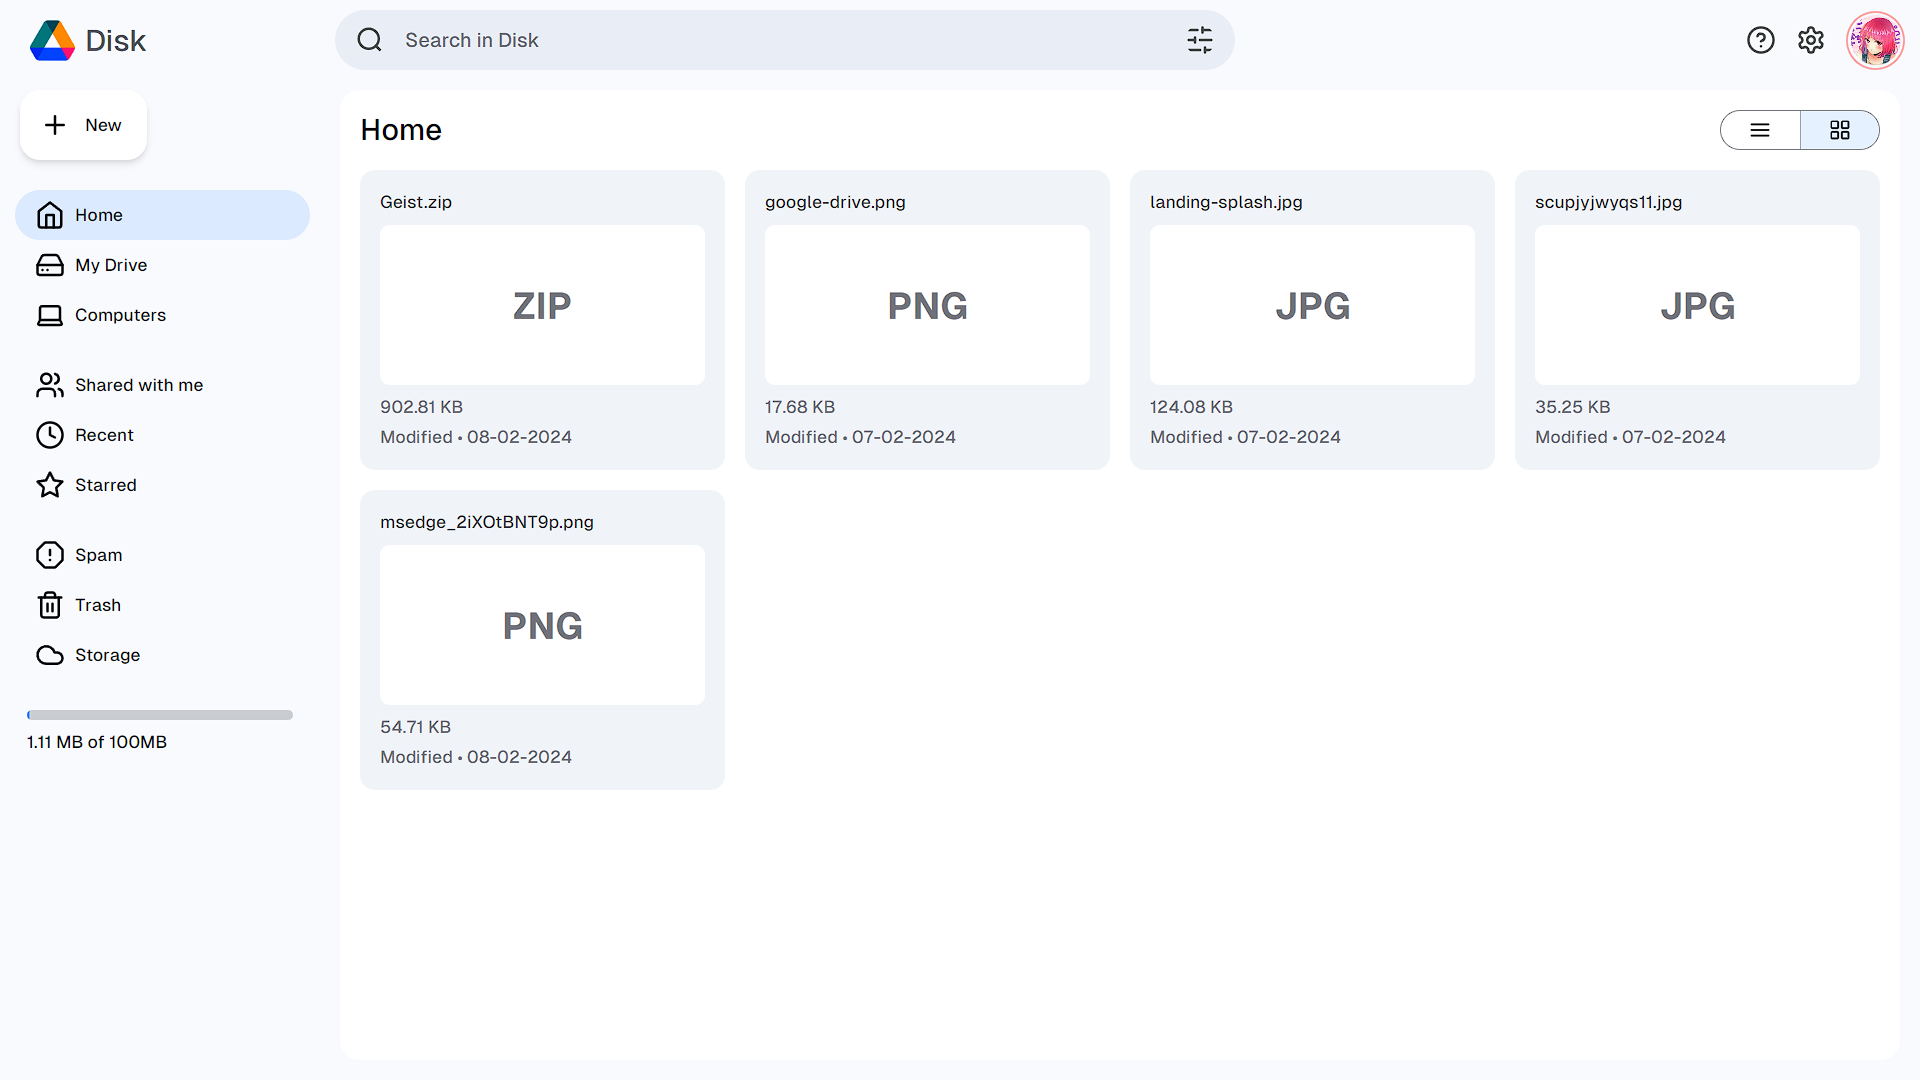 Disk
Search in Disk
New
Home
My Drive
Computers
Shared with me
Recent
Starred
Spam
Trash
Storage
1.11 MB of 100MB
Home
Geist.zip
ZIP
902.81 KB
Modified • 08-02-2024
google-drive.png
PNG
17.68 KB
Modified • 07-02-2024
landing-splash.jpg
JPG
124.08 KB
Modified • 07-02-2024
scupjyjwyqs11.jpg
JPG
35.25 KB
Modified • 07-02-2024
msedge_2iXOtBNT9p.png
PNG
54.71 KB
Modified • 08-02-2024